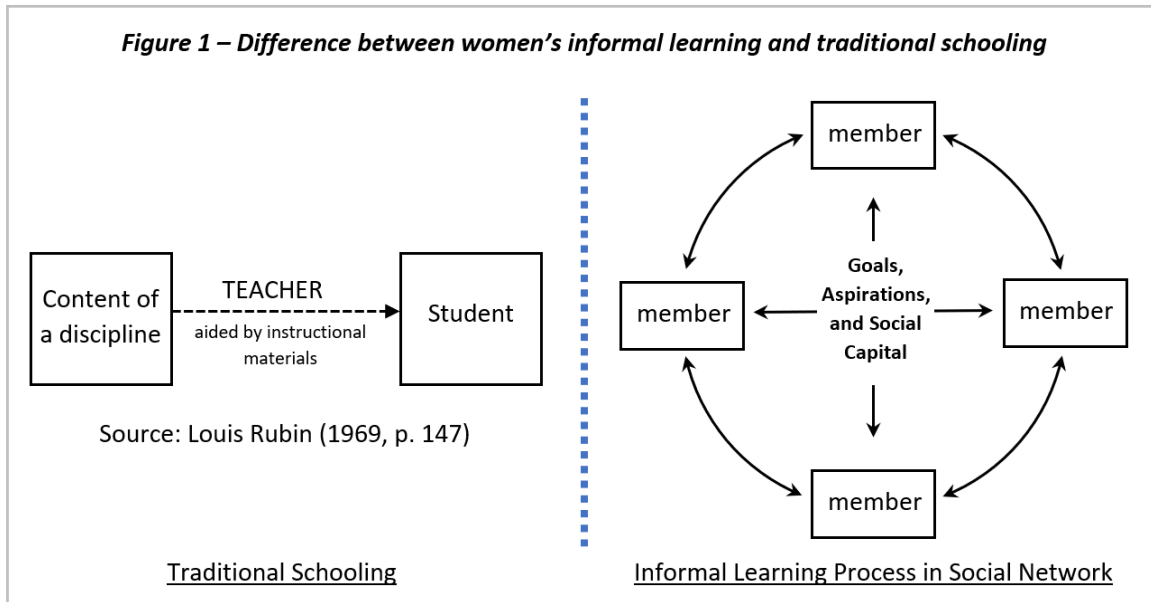 Figure 1 – Difference between women’s informal learning and traditional schooling
Content of
a discipline
TEACHER
aided by instructional
materials
Student
Source: Louis Rubin (1969, p. 147)
Traditional Schooling
member
member
Goals,
Aspirations,
and Social
Capital
member
member
Informal Learning Process in Social Network